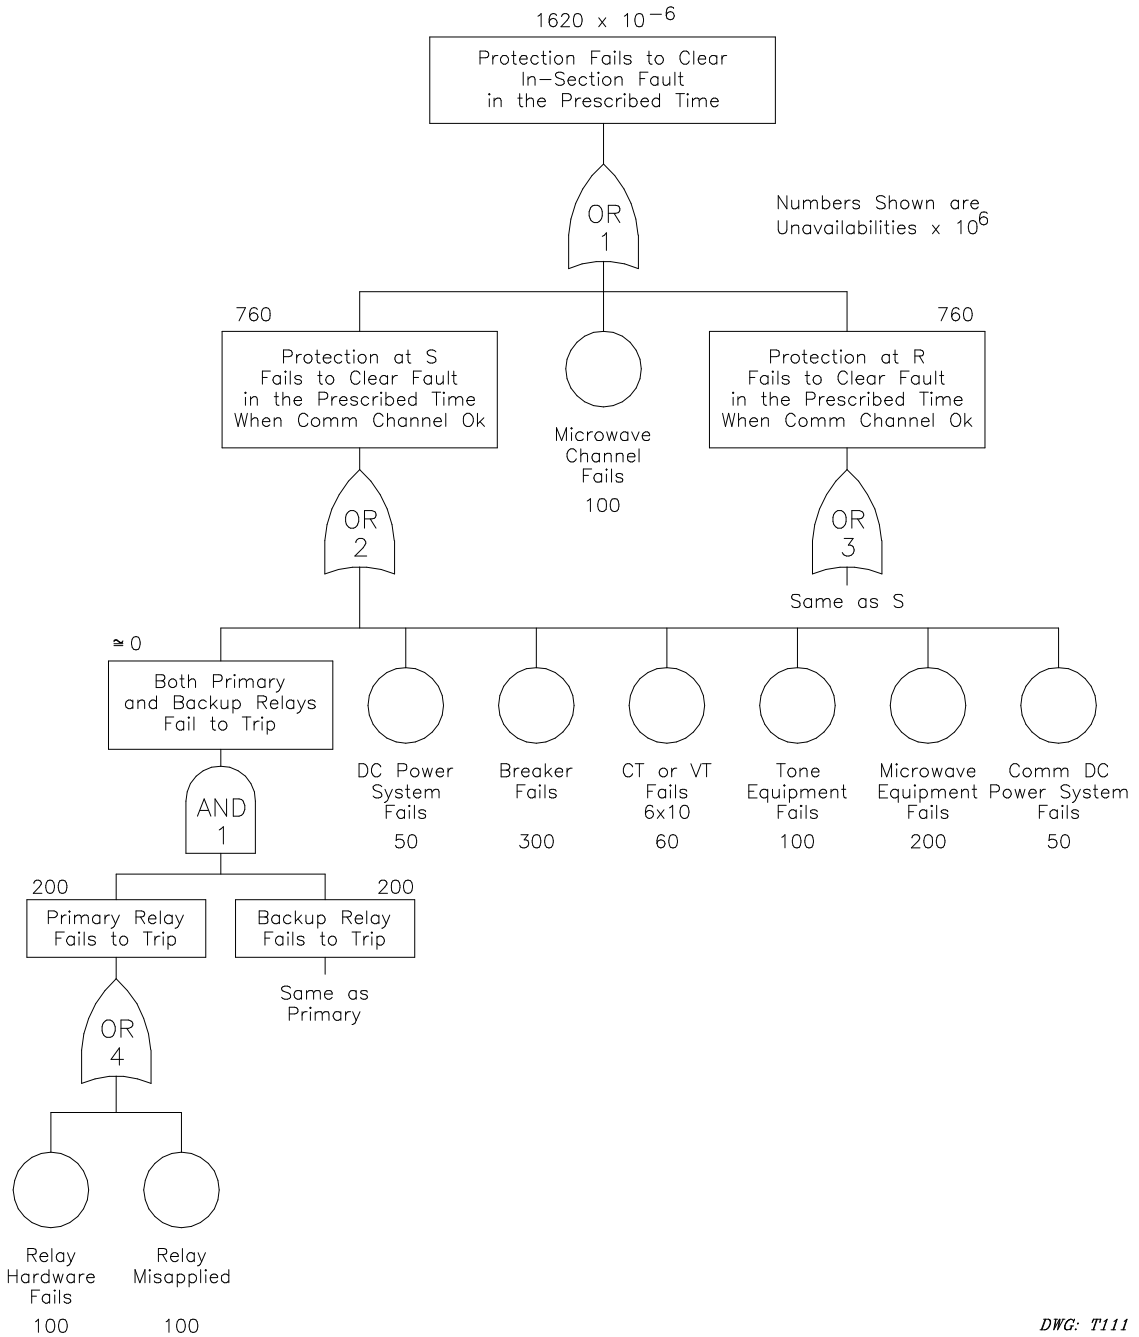 1620 x 10⁻⁶
Protection Fails to Clear
In-Section Fault
in the Prescribed Time
OR
1
Numbers Shown are
Unavailabilities x 10⁶
760
Protection at S
Fails to Clear Fault
in the Prescribed Time
When Comm Channel Ok
Microwave
Channel
Fails
100
760
Protection at R
Fails to Clear Fault
in the Prescribed Time
When Comm Channel Ok
OR
2
OR
3
Same as S
≅ 0
Both Primary
and Backup Relays
Fail to Trip
DC Power
System
Fails
50
Breaker
Fails
300
CT or VT
Fails
6x10
60
Tone
Equipment
Fails
100
Microwave
Equipment
Fails
200
Comm DC
Power System
Fails
50
AND
1
200
Primary Relay
Fails to Trip
200
Backup Relay
Fails to Trip
Same as
Primary
OR
4
Relay
Hardware
Fails
100
Relay
Misapplied
100
DWG: T111